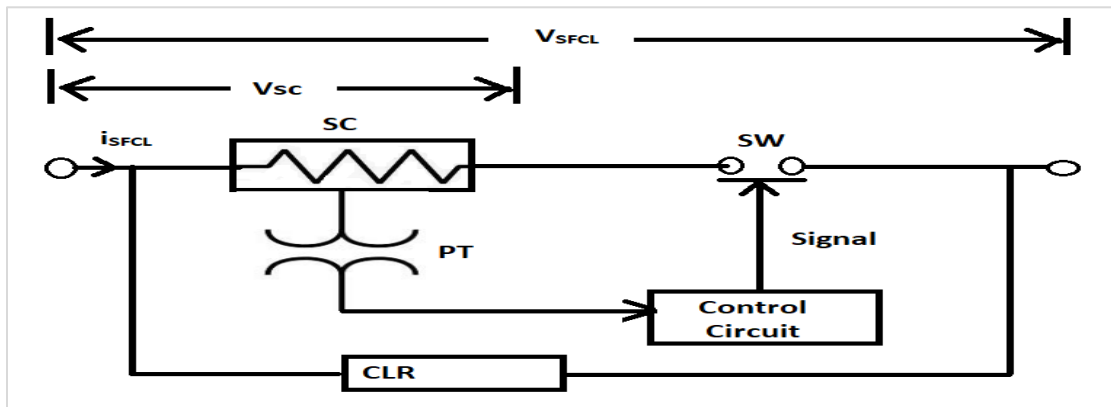 VSFCL
Vsc
SC
iSFCL
SW
PT
Signal
Control
Circuit
CLR